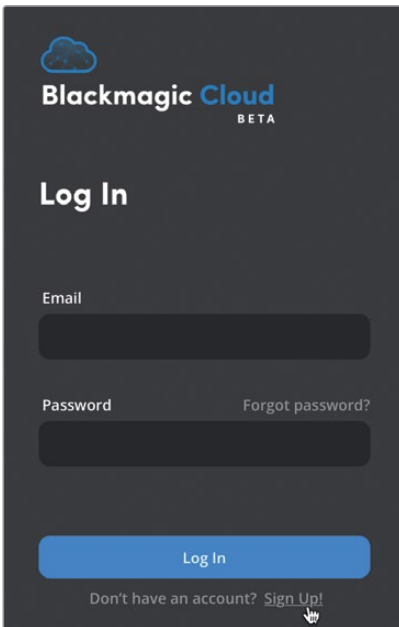 Blackmagic Cloud
BETA
Log In
Email
Password Forgot password?
Log In
Don't have an account? Sign Up!